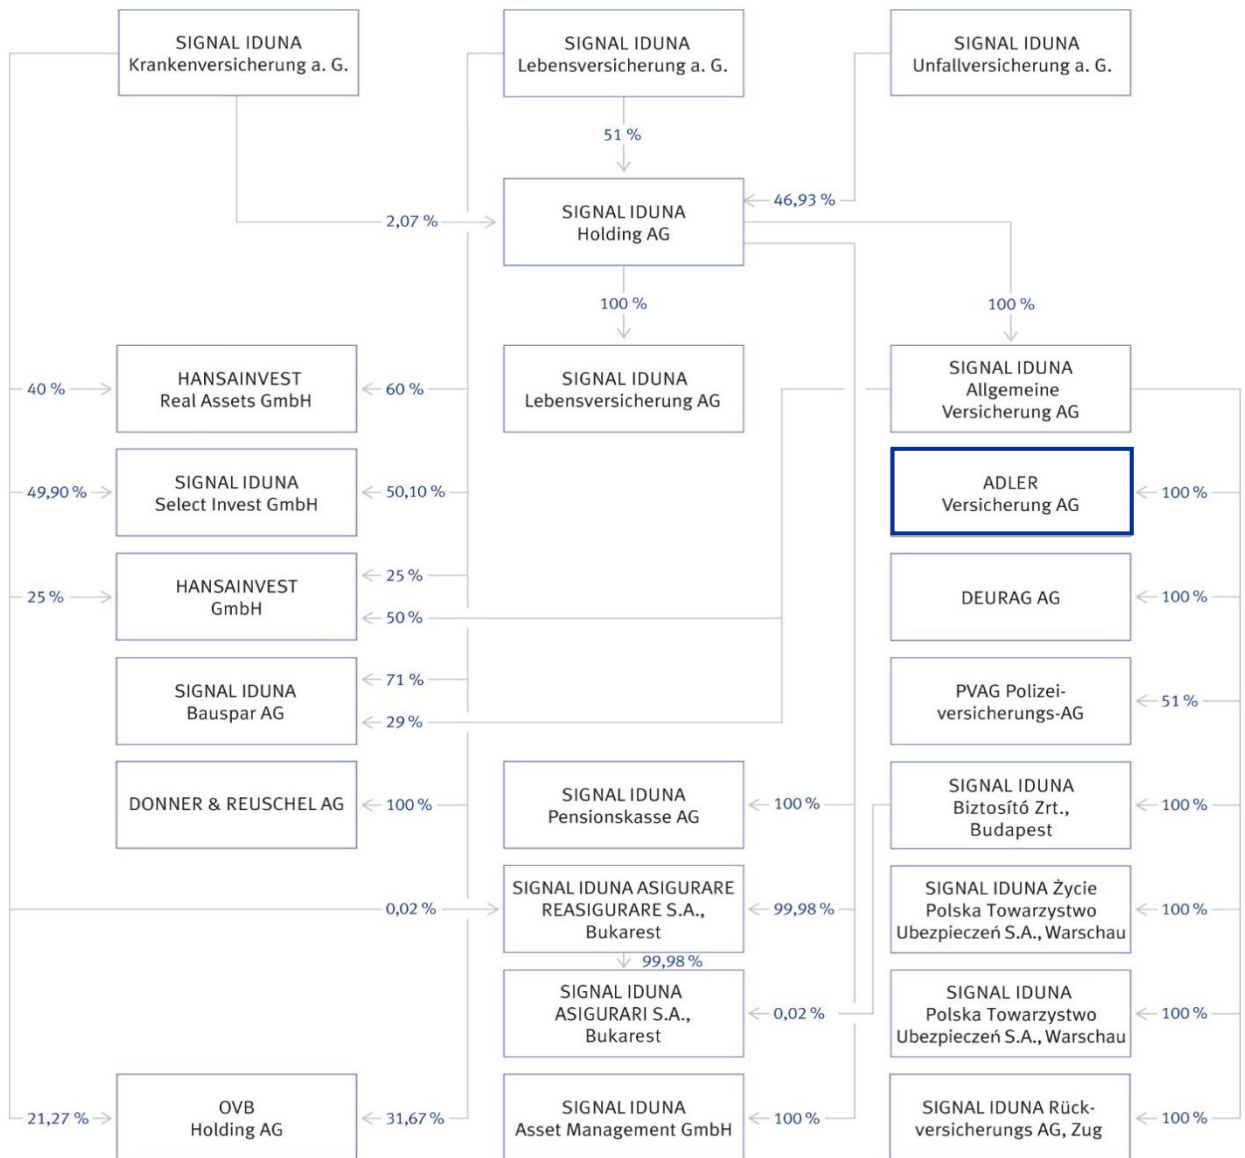 SIGNAL IDUNA
Krankenversicherung a. G.
SIGNAL IDUNA
Lebensversicherung a. G.
SIGNAL IDUNA
Unfallversicherung a. G.
51 %
SIGNAL IDUNA
Holding AG
46,93 %
2,07 %
100 %
100 %
HANSAINVEST
Real Assets GmbH
40 %
60 %
SIGNAL IDUNA
Lebensversicherung AG
SIGNAL IDUNA
Allgemeine
Versicherung AG
49,90 %
SIGNAL IDUNA
Select Invest GmbH
50,10 %
ADLER
Versicherung AG
100 %
25 %
HANSAINVEST
GmbH
25 %
50 %
DEURAG AG
100 %
SIGNAL IDUNA
Bauspar AG
71 %
29 %
PVAG Polizei-
versicherungs-AG
51 %
DONNER & REUSCHEL AG
100 %
SIGNAL IDUNA
Pensionskasse AG
100 %
SIGNAL IDUNA
Biztosító Zrt.,
Budapest
100 %
0,02 %
SIGNAL IDUNA ASIGURARE
REASIGURARE S.A.,
Bukarest
99,98 %
SIGNAL IDUNA Życie
Polska Towarzystwo
Ubezpieczeń S.A., Warschau
100 %
99,98 %
SIGNAL IDUNA
ASIGURARI S.A.,
Bukarest
0,02 %
SIGNAL IDUNA
Polska Towarzystwo
Ubezpieczeń S.A., Warschau
100 %
21,27 %
OVB
Holding AG
31,67 %
SIGNAL IDUNA
Asset Management GmbH
100 %
SIGNAL IDUNA Rück-
versicherungs AG, Zug
100 %